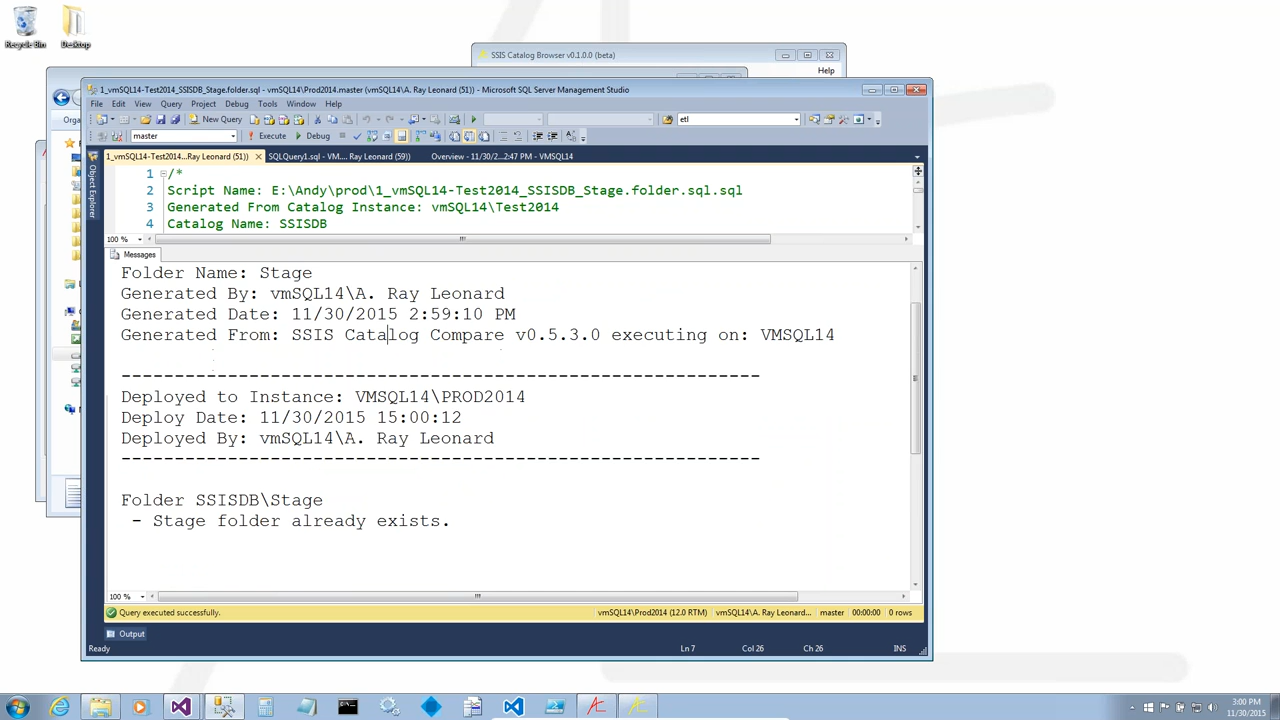 Recycle Bin
Desktop
SSIS Catalog Browser v0.1.0.0 (beta)
Help
Orga
1_vmSQL14-Test2014_SSISDB_Stage.folder.sql - vmSQL14\Prod2014.master (vmSQL14\A. Ray Leonard (51)) - Microsoft SQL Server Management Studio
File Edit View Query Project Debug Tools Window Help
New Query
etl
master
Execute
Debug
1_vmSQL14-Test2014...Ray Leonard (51))
SQLQuery1.sql - VM.... Ray Leonard (59))
Overview - 11/30/2...2:47 PM - VMSQL14
Object Explorer
1 /*
2 Script Name: E:\Andy\prod\1_vmSQL14-Test2014_SSISDB_Stage.folder.sql.sql
3 Generated From Catalog Instance: vmSQL14\Test2014
4 Catalog Name: SSISDB
100 %
Messages
Folder Name: Stage
Generated By: vmSQL14\A. Ray Leonard
Generated Date: 11/30/2015 2:59:10 PM
Generated From: SSIS Catalog Compare v0.5.3.0 executing on: VMSQL14
------------------------------------------------------------
Deployed to Instance: VMSQL14\PROD2014
Deploy Date: 11/30/2015 15:00:12
Deployed By: vmSQL14\A. Ray Leonard
------------------------------------------------------------
Folder SSISDB\Stage
- Stage folder already exists.
100 %
Query executed successfully.
vmSQL14\Prod2014 (12.0 RTM)
vmSQL14\A. Ray Leonard...
master
00:00:00
0 rows
Output
Ready
Ln 7
Col 26
Ch 26
INS
3:00 PM
11/30/2015